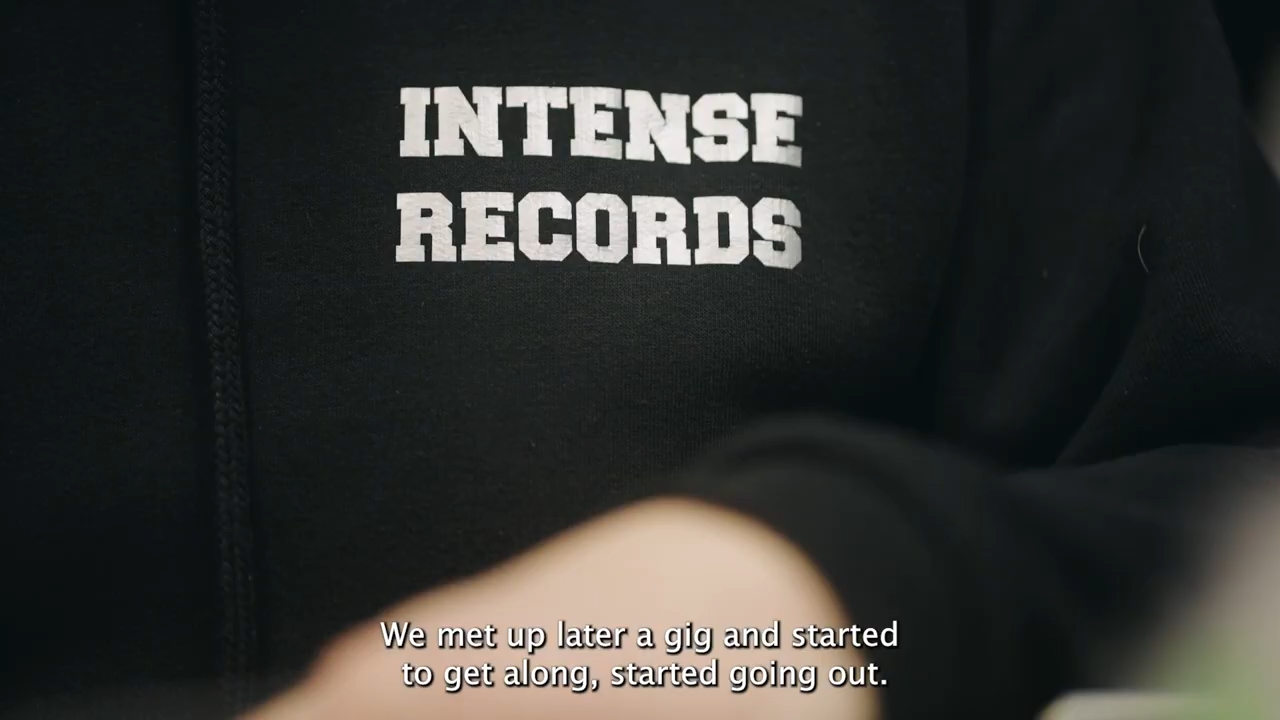 INTENSE
RECORDS
We met up later a gig and started
to get along, started going out.